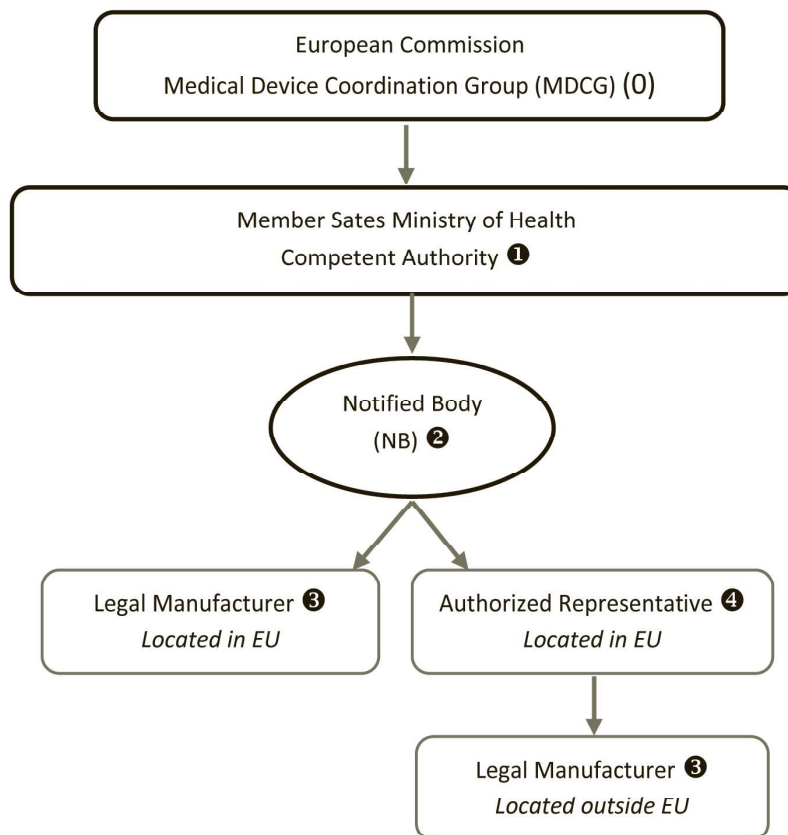 European Commission
Medical Device Coordination Group (MDCG) (0)
Member Sates Ministry of Health
Competent Authority ❶
Notified Body
(NB) ❷
Legal Manufacturer ❸
Located in EU
Authorized Representative ❹
Located in EU
Legal Manufacturer ❸
Located outside EU